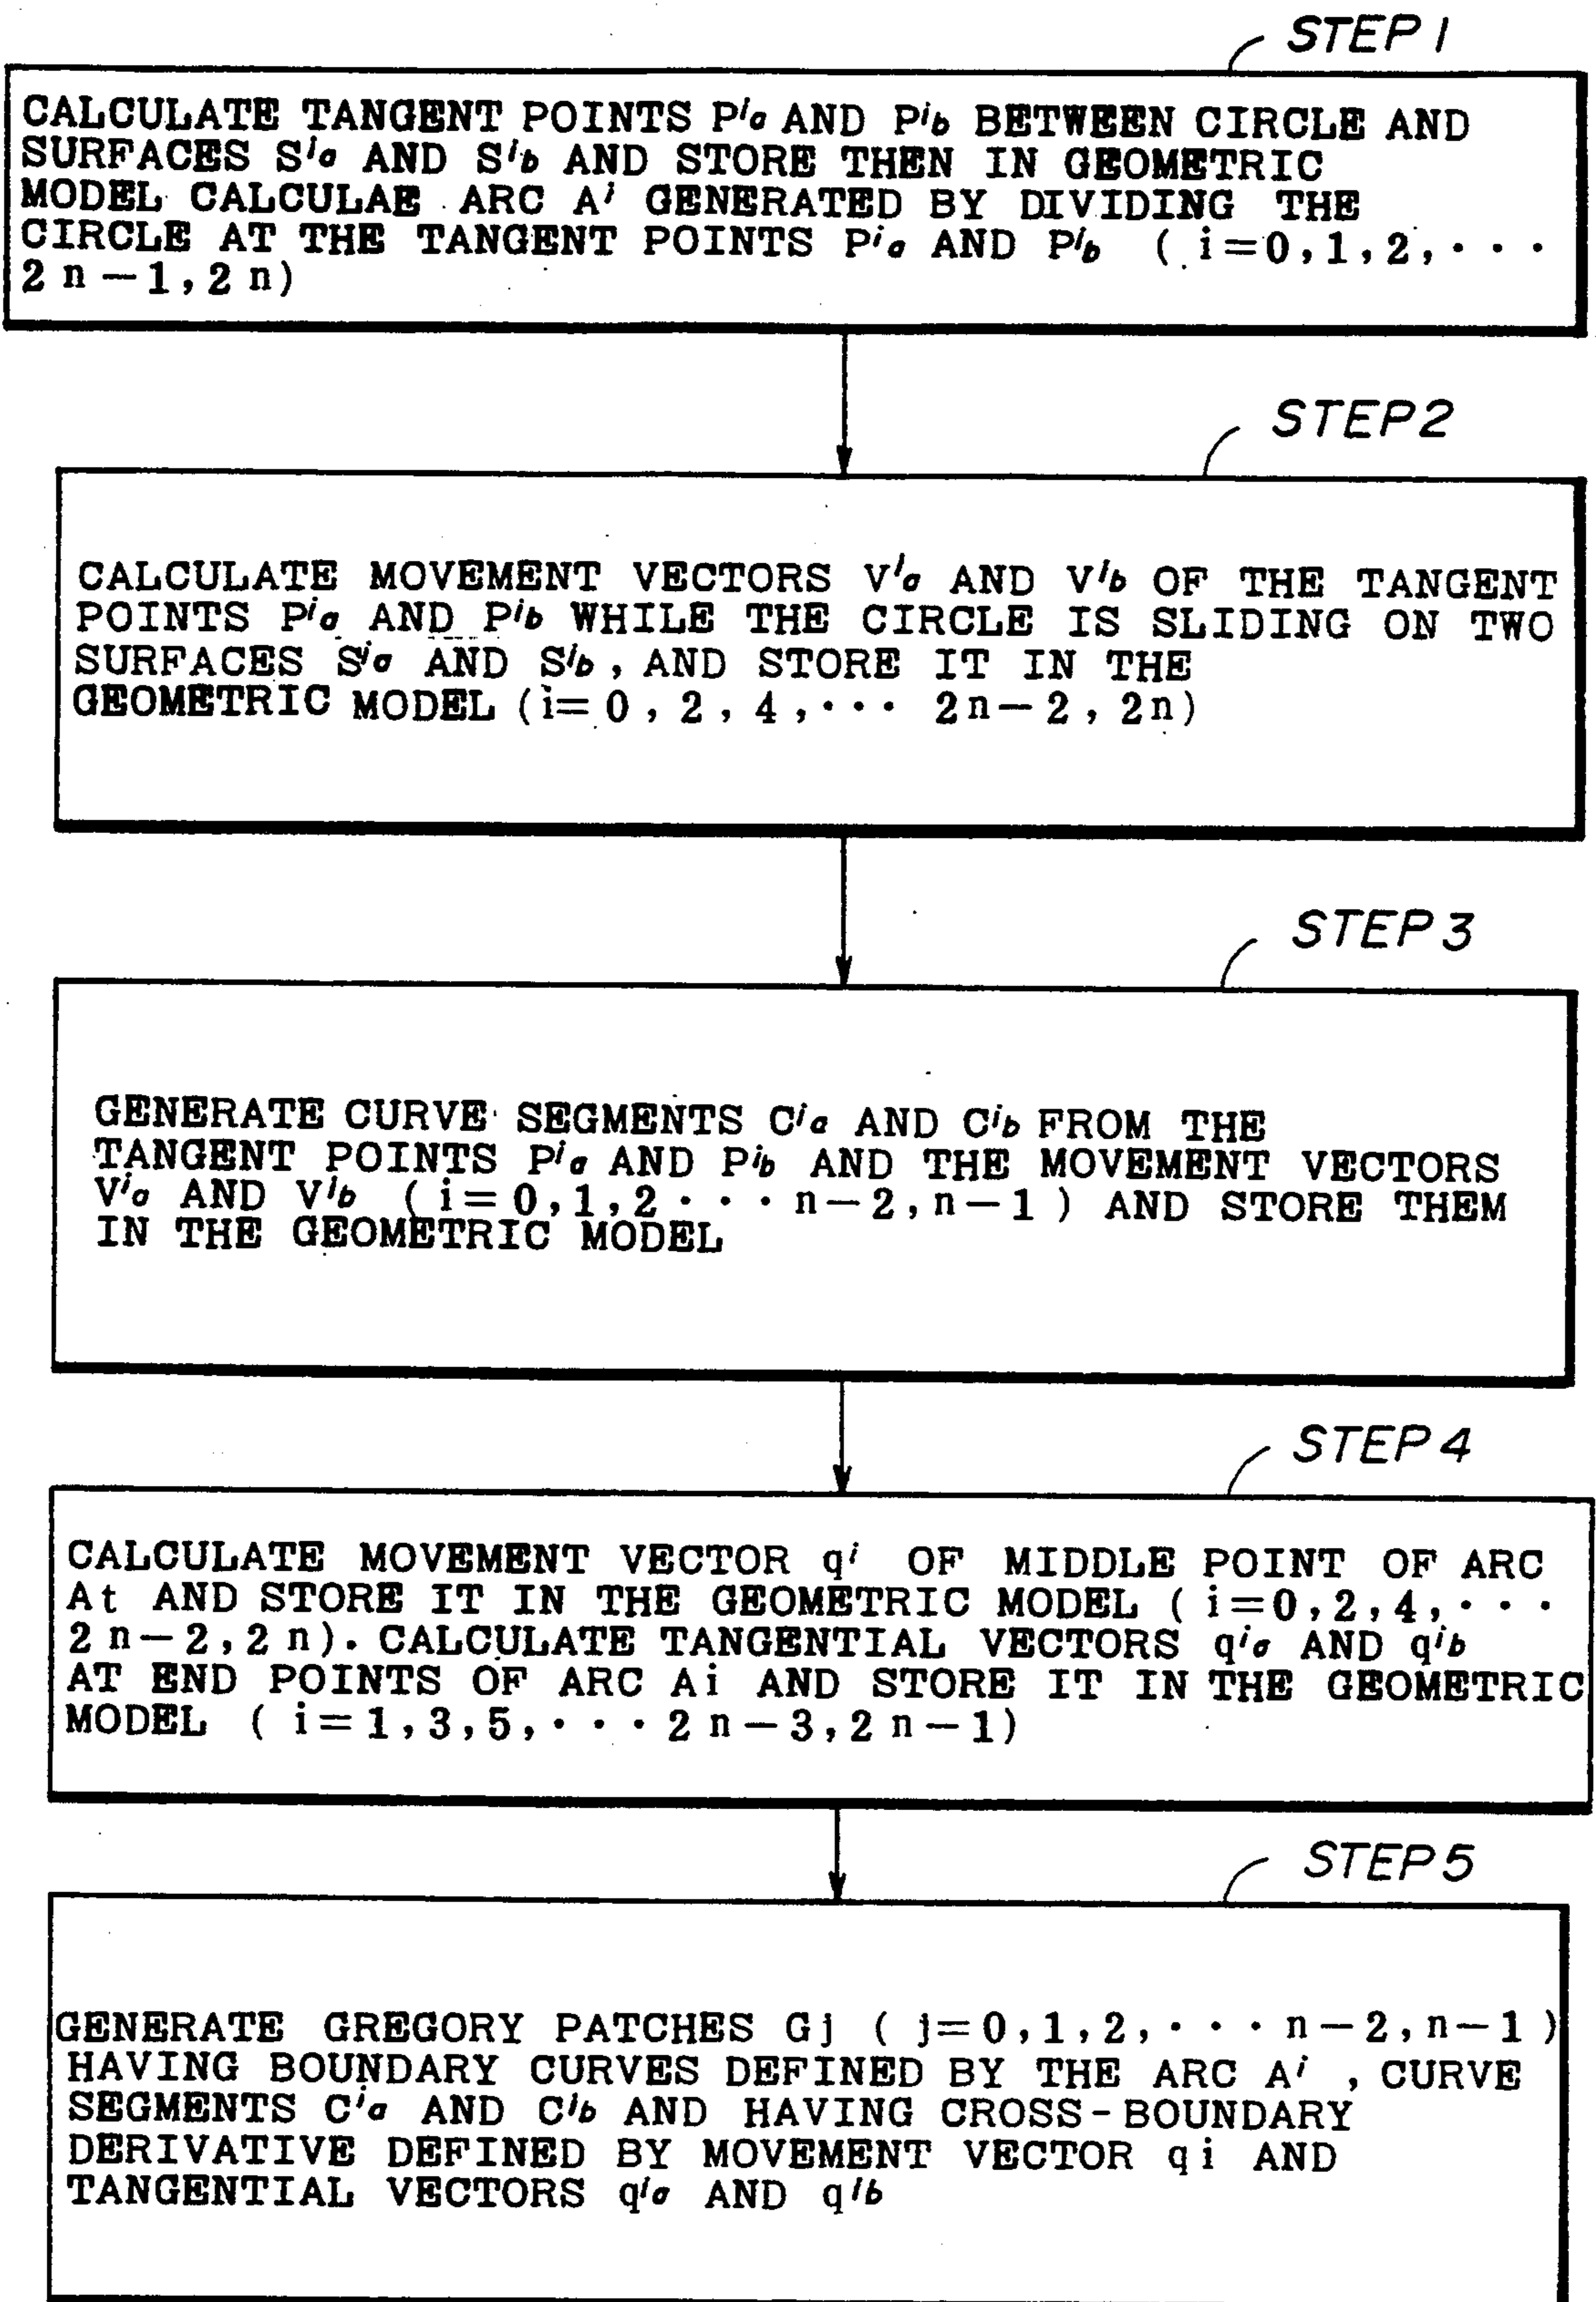 STEP 1
CALCULATE TANGENT POINTS Pⁱa AND Pⁱb BETWEEN CIRCLE AND
SURFACES Sⁱa AND Sⁱb AND STORE THEN IN GEOMETRIC
MODEL CALCULAE ARC Aⁱ GENERATED BY DIVIDING THE
CIRCLE AT THE TANGENT POINTS Pⁱa AND Pⁱb (i=0,1,2,···
2n−1,2n)
STEP2
CALCULATE MOVEMENT VECTORS Vⁱa AND Vⁱb OF THE TANGENT
POINTS Pⁱa AND Pⁱb WHILE THE CIRCLE IS SLIDING ON TWO
SURFACES Sⁱa AND Sⁱb, AND STORE IT IN THE
GEOMETRIC MODEL (i=0,2,4,··· 2n−2,2n)
STEP3
GENERATE CURVE SEGMENTS Cⁱa AND Cⁱb FROM THE
TANGENT POINTS Pⁱa AND Pⁱb AND THE MOVEMENT VECTORS
Vⁱa AND Vⁱb (i=0,1,2···n−2,n−1) AND STORE THEM
IN THE GEOMETRIC MODEL
STEP4
CALCULATE MOVEMENT VECTOR qⁱ OF MIDDLE POINT OF ARC
At AND STORE IT IN THE GEOMETRIC MODEL (i=0,2,4,···
2n−2,2n). CALCULATE TANGENTIAL VECTORS qⁱa AND qⁱb
AT END POINTS OF ARC Ai AND STORE IT IN THE GEOMETRIC
MODEL (i=1,3,5,···2n−3,2n−1)
STEP5
GENERATE GREGORY PATCHES Gj (j=0,1,2,···n−2,n−1)
HAVING BOUNDARY CURVES DEFINED BY THE ARC Aⁱ, CURVE
SEGMENTS Cⁱa AND Cⁱb AND HAVING CROSS-BOUNDARY
DERIVATIVE DEFINED BY MOVEMENT VECTOR qi AND
TANGENTIAL VECTORS qⁱa AND qⁱb